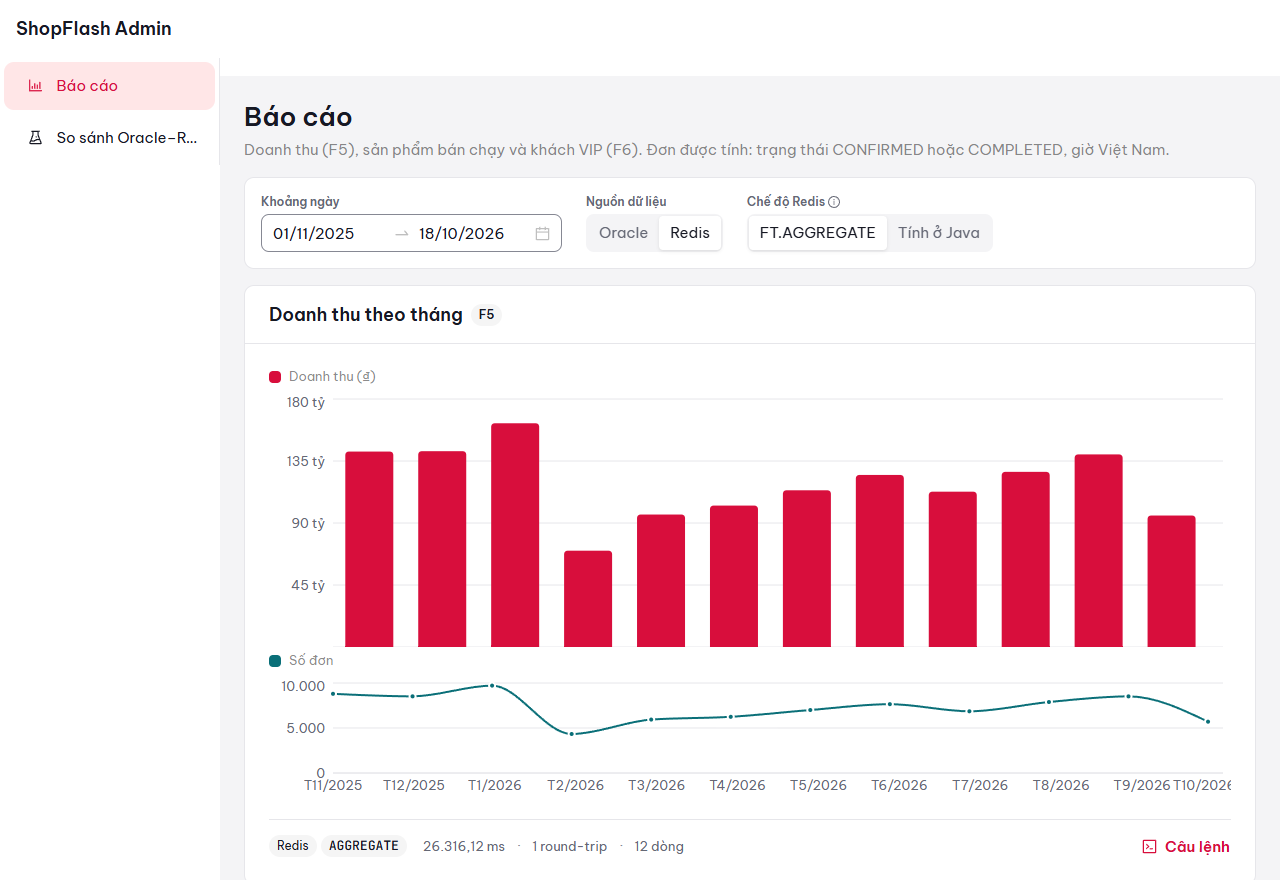 ShopFlash Admin
Báo cáo
So sánh Oracle–R...
Báo cáo
Doanh thu (F5), sản phẩm bán chạy và khách VIP (F6). Đơn được tính: trạng thái CONFIRMED hoặc COMPLETED, giờ Việt Nam.
Khoảng ngày
01/11/2025 → 18/10/2026
Nguồn dữ liệu
Oracle Redis
Chế độ Redis
FT.AGGREGATE Tính ở Java
Doanh thu theo tháng F5
Doanh thu (₫)
180 tỷ
135 tỷ
90 tỷ
45 tỷ
Số đơn
10.000
5.000
0
T11/2025 T12/2025 T1/2026 T2/2026 T3/2026 T4/2026 T5/2026 T6/2026 T7/2026 T8/2026 T9/2026 T10/2026
Redis AGGREGATE 26.316,12 ms · 1 round-trip · 12 dòng
Câu lệnh